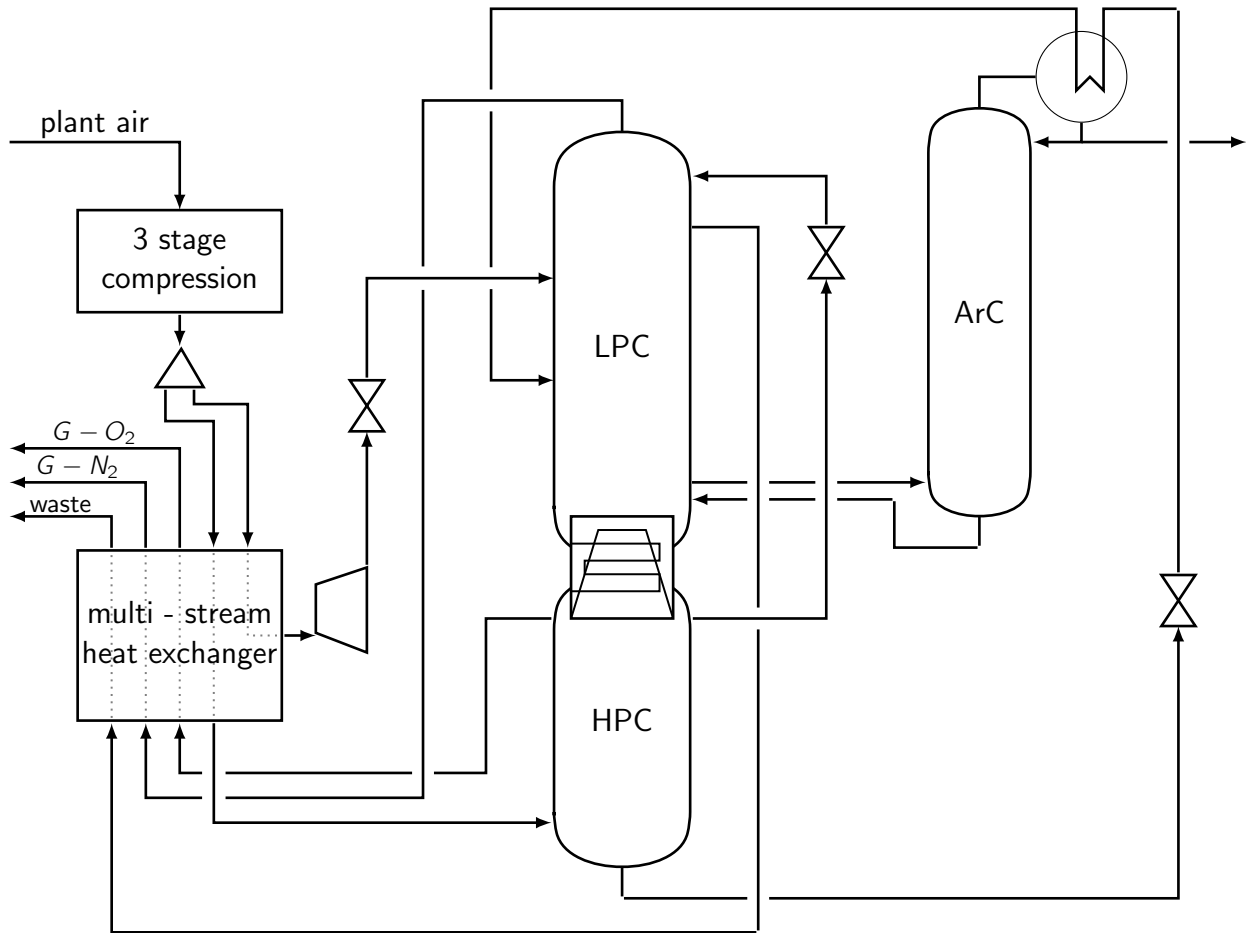 plant air
3 stage
compression
LPC
ArC
G − O₂
G − N₂
waste
multi - stream
heat exchanger
HPC